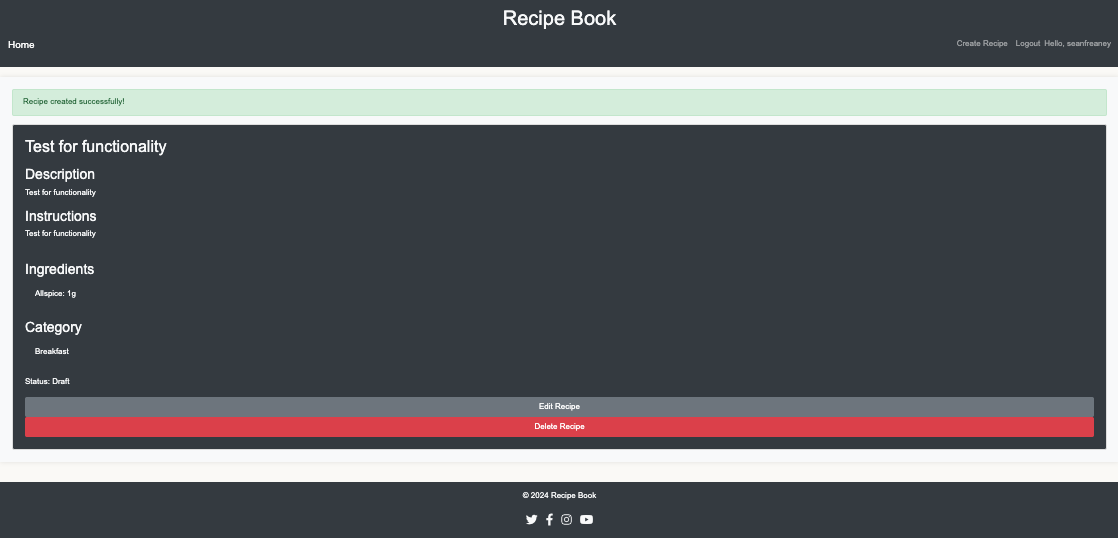 Recipe Book
Home
Create Recipe Logout Hello, seanfreaney
Recipe created successfully!
Test for functionality
Description
Test for functionality
Instructions
Test for functionality
Ingredients
Allspice: 1g
Category
Breakfast
Status: Draft
Edit Recipe
Delete Recipe
© 2024 Recipe Book